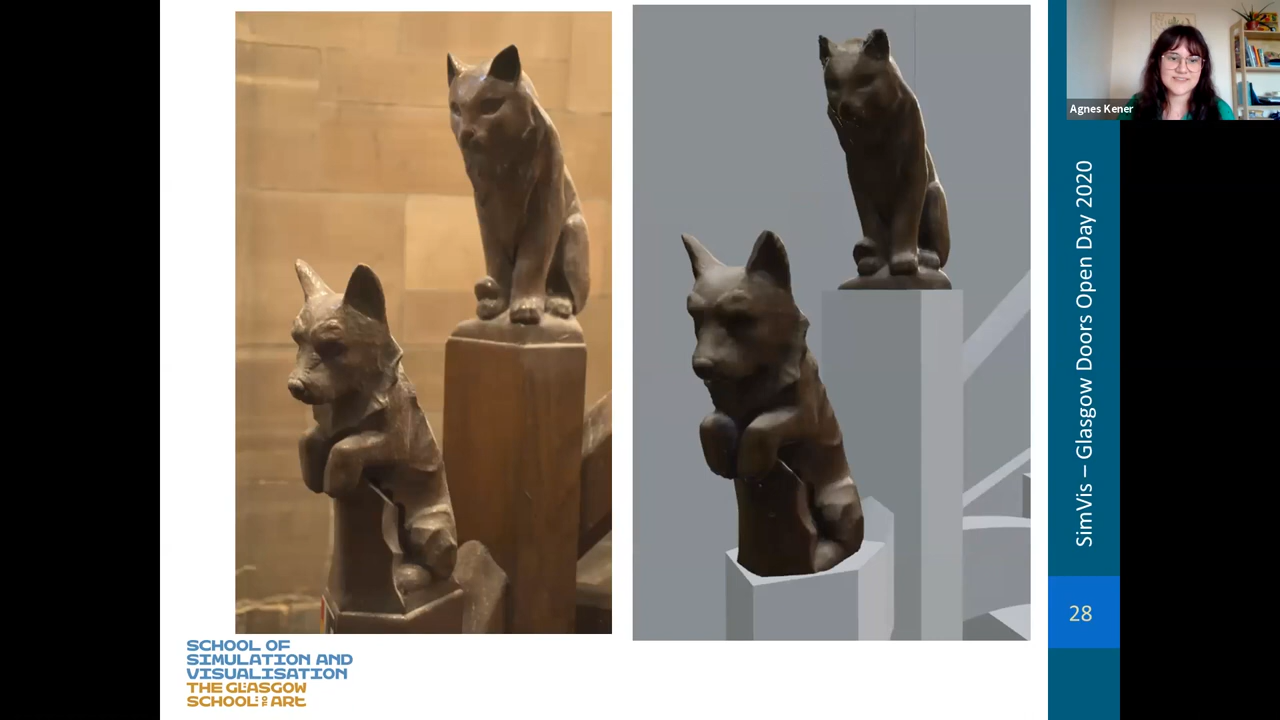 Agnes Kener
SimVis – Glasgow Doors Open Day 2020
28
SCHOOL OF
SIMULATION AND
VISUALISATION
THE GLASGOW
SCHOOL OF ART